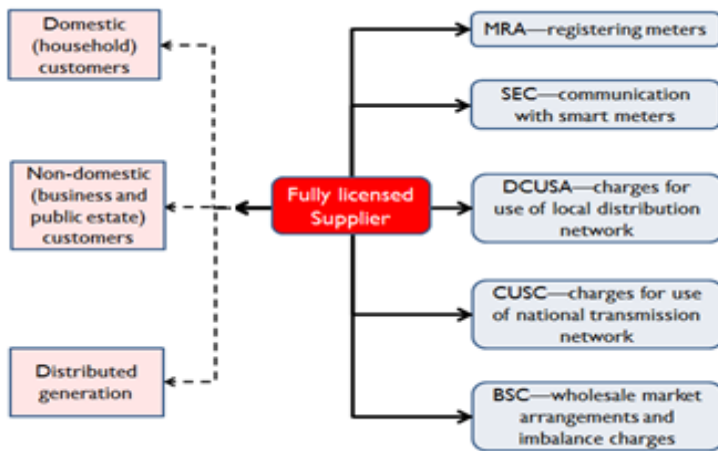 Domestic
(household)
customers
Non-domestic
(business and
public estate)
customers
Distributed
generation
Fully licensed
Supplier
MRA—registering meters
SEC—communication
with smart meters
DCUSA—charges for
use of local distribution
network
CUSC—charges for use
of national transmission
network
BSC—wholesale market
arrangements and
imbalance charges